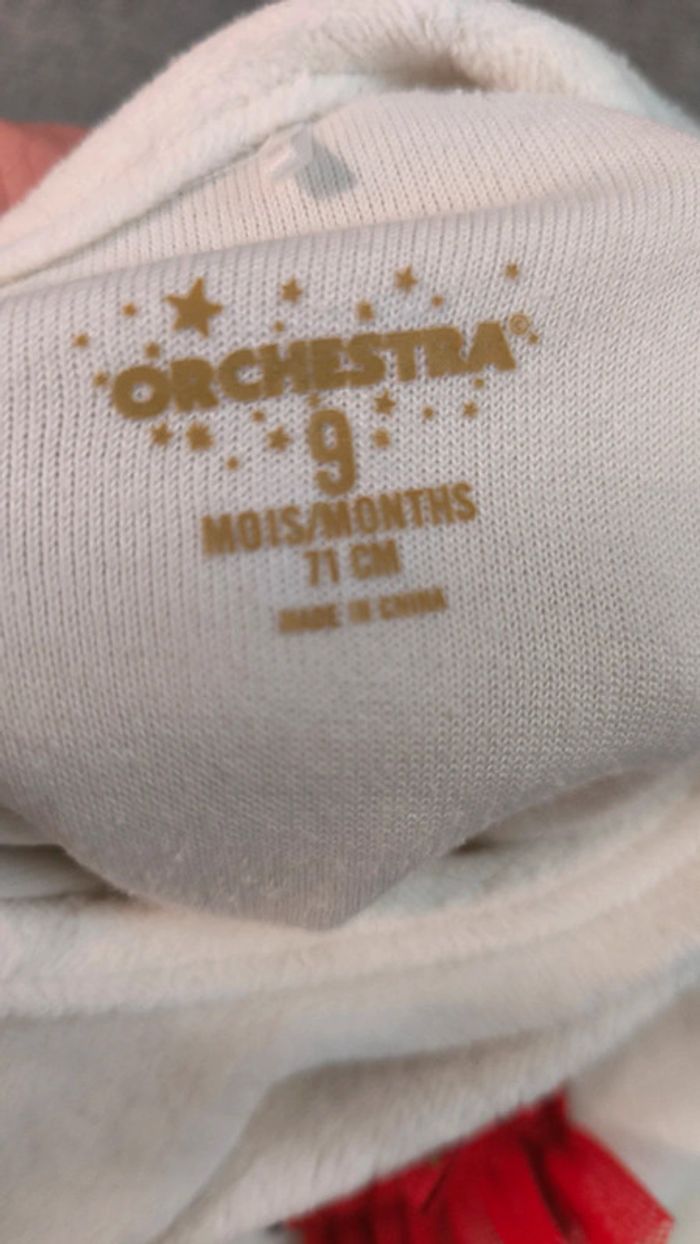 ORCHESTRA©
9
MOIS/MONTHS
71 CM
MADE IN CHINA